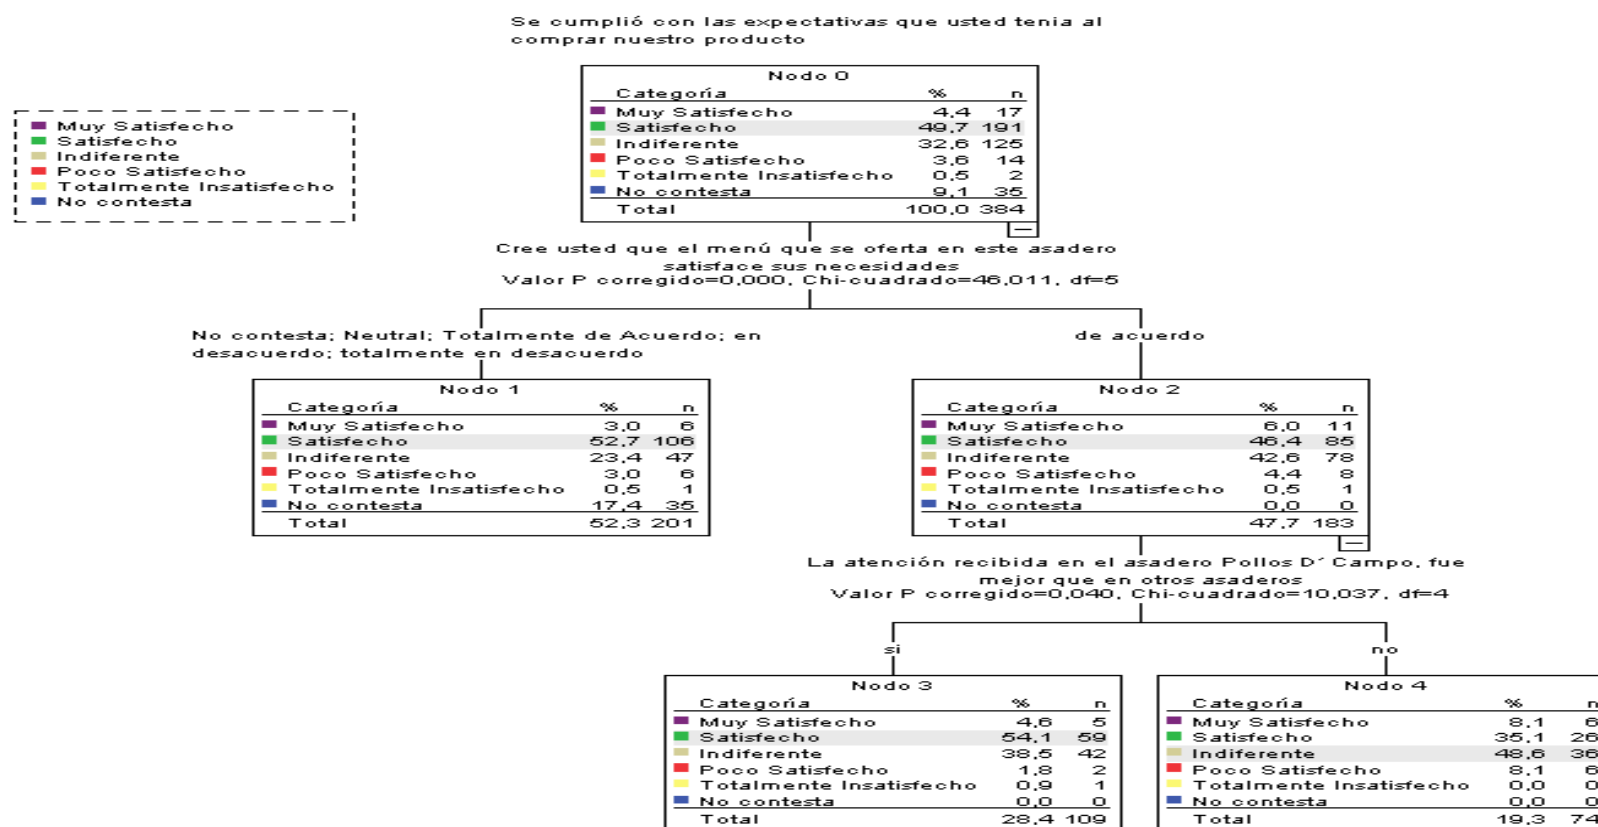 Se cumplió con las expectativas que usted tenia al
comprar nuestro producto
Muy Satisfecho
Satisfecho
Indiferente
Poco Satisfecho
Totalmente Insatisfecho
No contesta
Nodo 0
Categoría % n
Muy Satisfecho 4,4 17
Satisfecho 49,7 191
Indiferente 32,6 125
Poco Satisfecho 3,6 14
Totalmente Insatisfecho 0,5 2
No contesta 9,1 35
Total 100,0 384
Cree usted que el menú que se oferta en este asadero
satisface sus necesidades
Valor P corregido=0,000, Chi-cuadrado=46,011, df=5
No contesta; Neutral; Totalmente de Acuerdo; en
desacuerdo; totalmente en desacuerdo
de acuerdo
Nodo 1
Categoría % n
Muy Satisfecho 3,0 6
Satisfecho 52,7 106
Indiferente 23,4 47
Poco Satisfecho 3,0 6
Totalmente Insatisfecho 0,5 1
No contesta 17,4 35
Total 52,3 201
Nodo 2
Categoría % n
Muy Satisfecho 6,0 11
Satisfecho 46,4 85
Indiferente 42,6 78
Poco Satisfecho 4,4 8
Totalmente Insatisfecho 0,5 1
No contesta 0,0 0
Total 47,7 183
La atención recibida en el asadero Pollos D´ Campo, fue
mejor que en otros asaderos
Valor P corregido=0,040, Chi-cuadrado=10,037, df=4
si
no
Nodo 3
Categoría % n
Muy Satisfecho 4,6 5
Satisfecho 54,1 59
Indiferente 38,5 42
Poco Satisfecho 1,8 2
Totalmente Insatisfecho 0,9 1
No contesta 0,0 0
Total 28,4 109
Nodo 4
Categoría % n
Muy Satisfecho 8,1 6
Satisfecho 35,1 26
Indiferente 48,6 36
Poco Satisfecho 8,1 6
Totalmente Insatisfecho 0,0 0
No contesta 0,0 0
Total 19,3 74